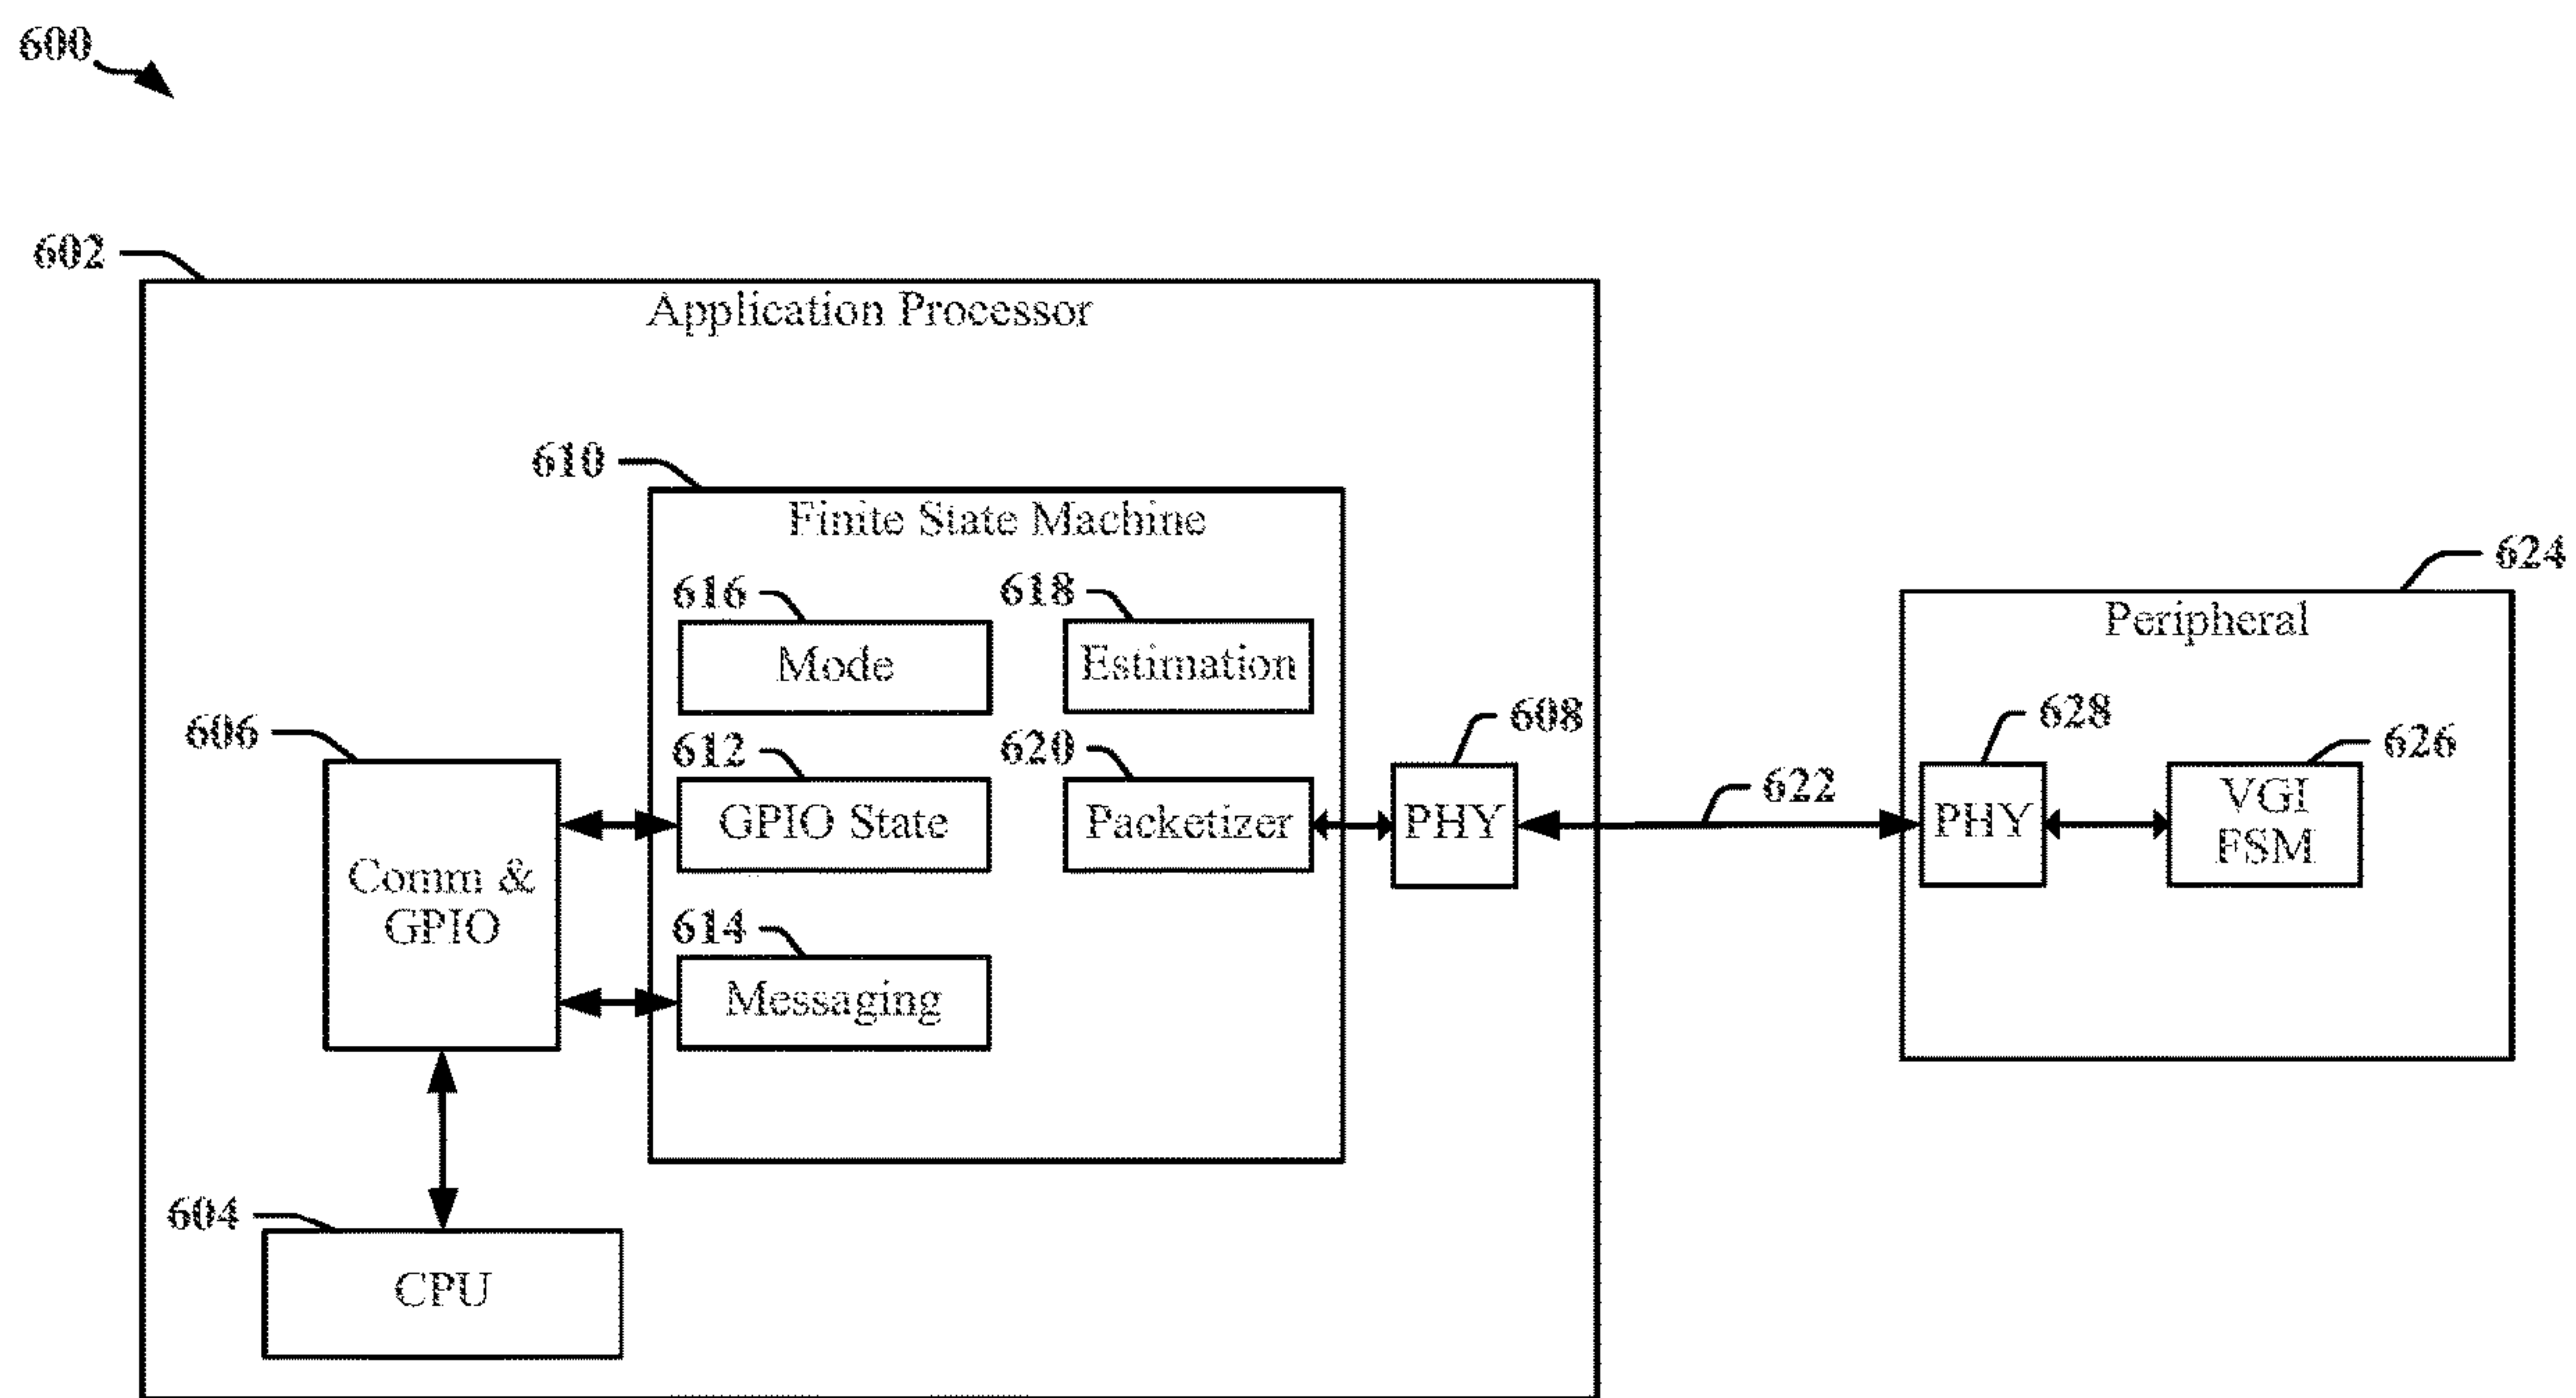 600
602
Application Processor
610
Finite State Machine
624
616
618
Peripheral
Mode
Estimation
606
612
620
608
628
626
622
GPIO State
Packetizer
PHY
PHY
VGI
FSM
Comm &
GPIO
614
Messaging
604
CPU